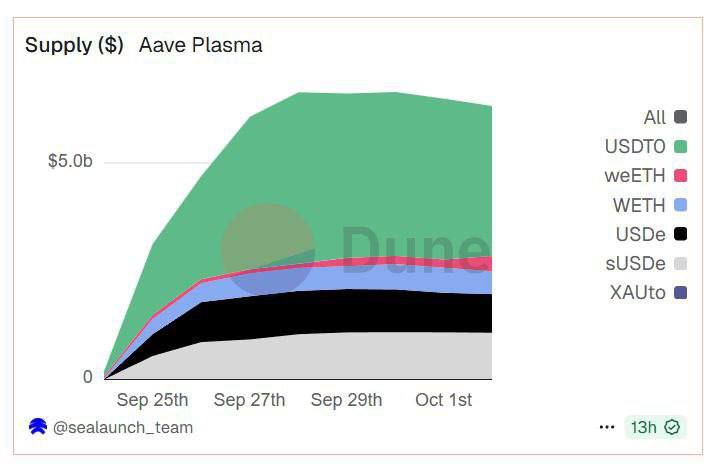 Supply ($) Aave Plasma
$5.0b
0
Sep 25th Sep 27th Sep 29th Oct 1st
Dune
All
USDT0
weETH
WETH
USDe
sUSDe
XAUto
@sealaunch_team
13h